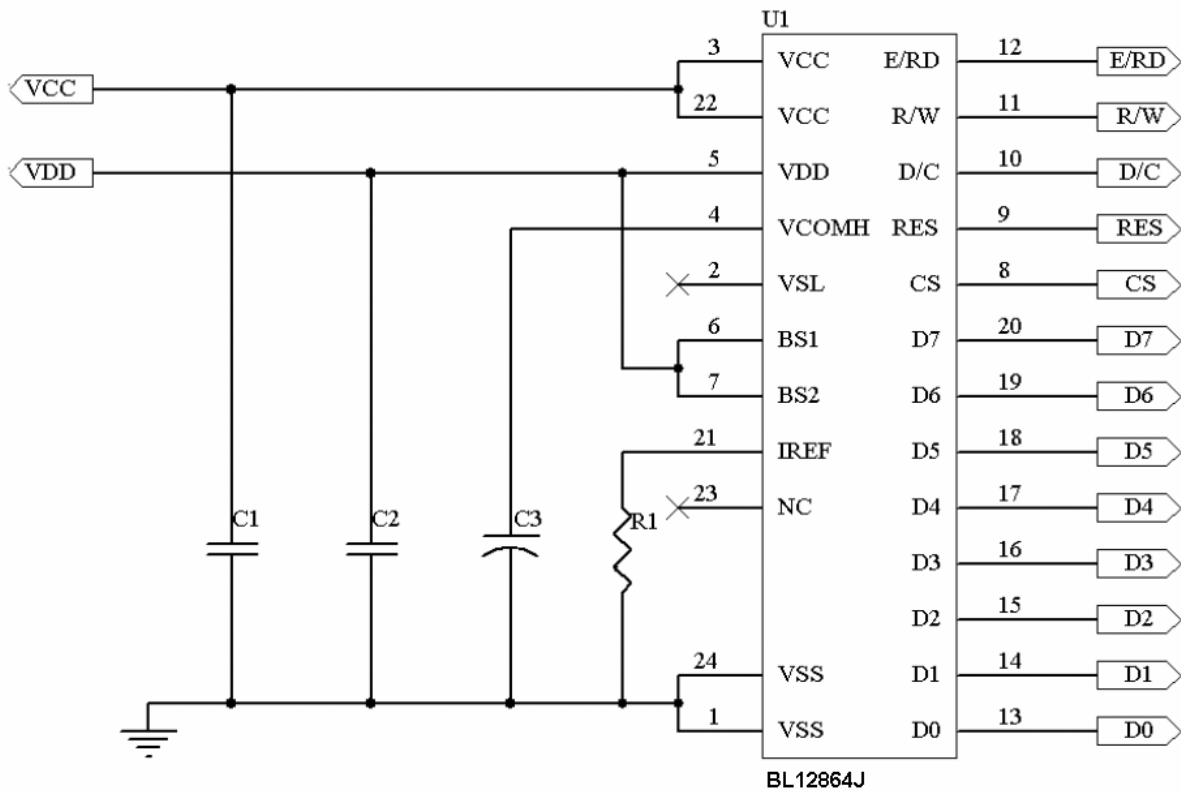 U1
VCC 3 VCC E/RD 12 E/RD
22 VCC R/W 11 R/W
VDD 5 VDD D/C 10 D/C
4 VCOMH RES 9 RES
2 VSL CS 8 CS
6 BS1 D7 20 D7
7 BS2 D6 19 D6
21 IREF D5 18 D5
23 NC D4 17 D4
C1 C2 C3 R1
D3 16 D3
D2 15 D2
24 VSS D1 14 D1
1 VSS D0 13 D0
BL12864J